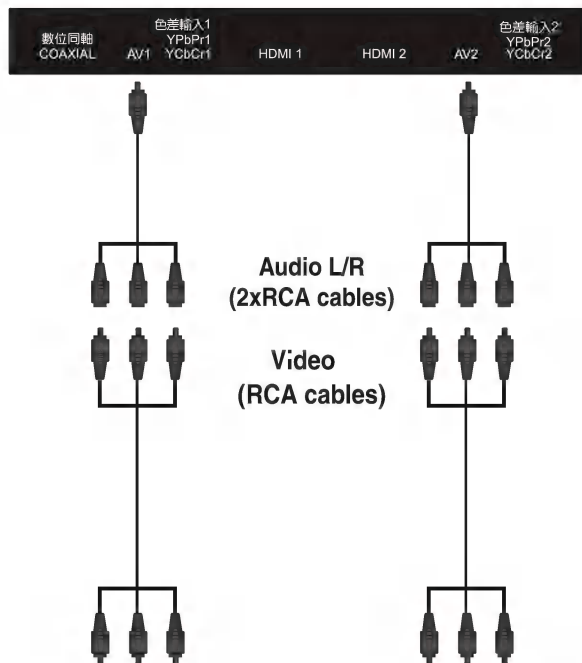 數位同軸
COAXIAL
AV1
色差輸入1
YPbPr1
YCbCr1
HDMI 1
HDMI 2
AV2
色差輸入2
YPbPr2
YCbCr2
Audio L/R
(2xRCA cables)
Video
(RCA cables)